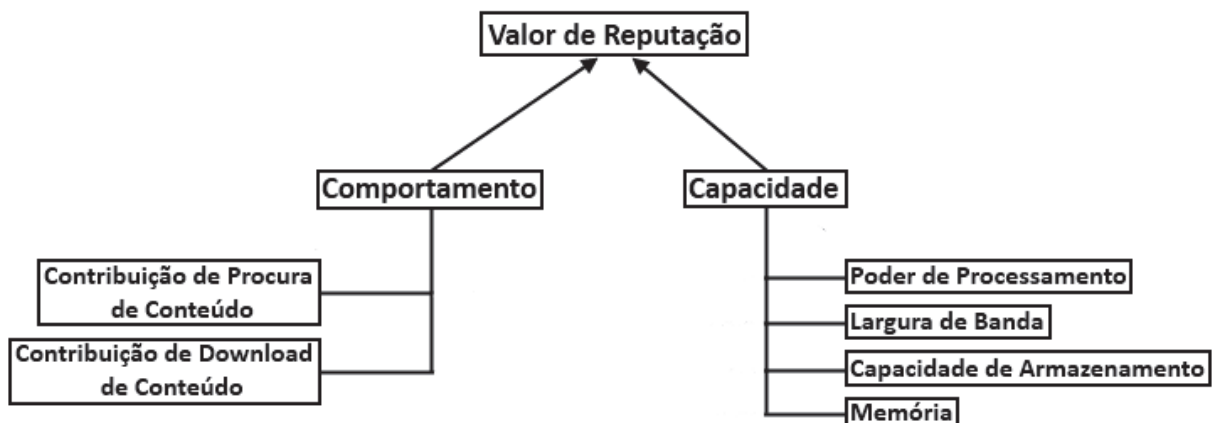 Valor de Reputação
Comportamento
Capacidade
Contribuição de Procura
de Conteúdo
Contribuição de Download
de Conteúdo
Poder de Processamento
Largura de Banda
Capacidade de Armazenamento
Memória